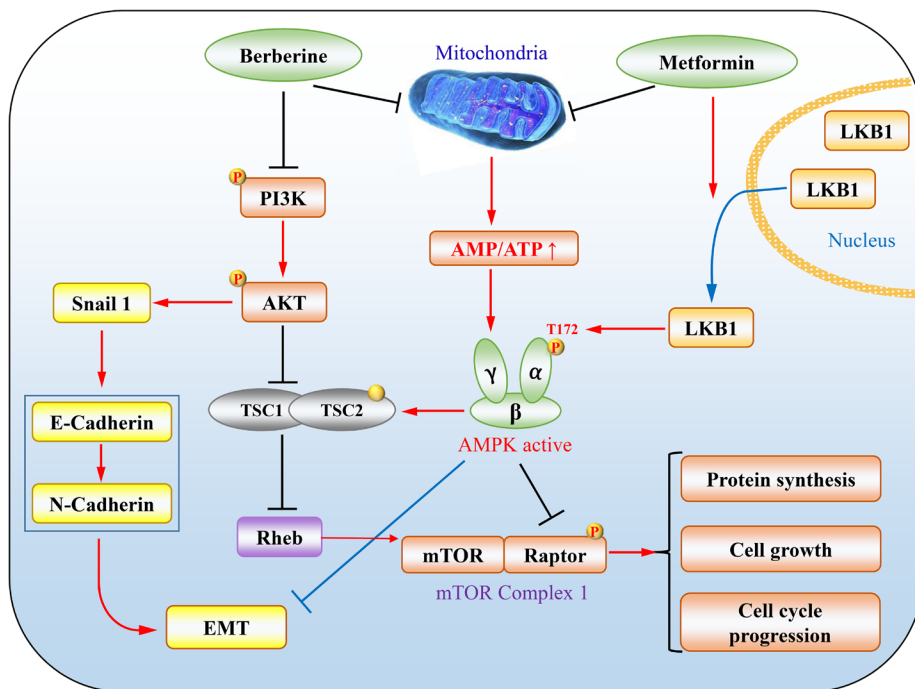 Berberine
Mitochondria
Metformin
LKB1
P
PI3K
LKB1
Nucleus
AMP/ATP ↑
P
AKT
Snail 1
LKB1
T172
P
γ
α
β
TSC1
TSC2
AMPK active
E-Cadherin
N-Cadherin
Protein synthesis
Rheb
P
mTOR
Raptor
mTOR Complex 1
Cell growth
EMT
Cell cycle
progression